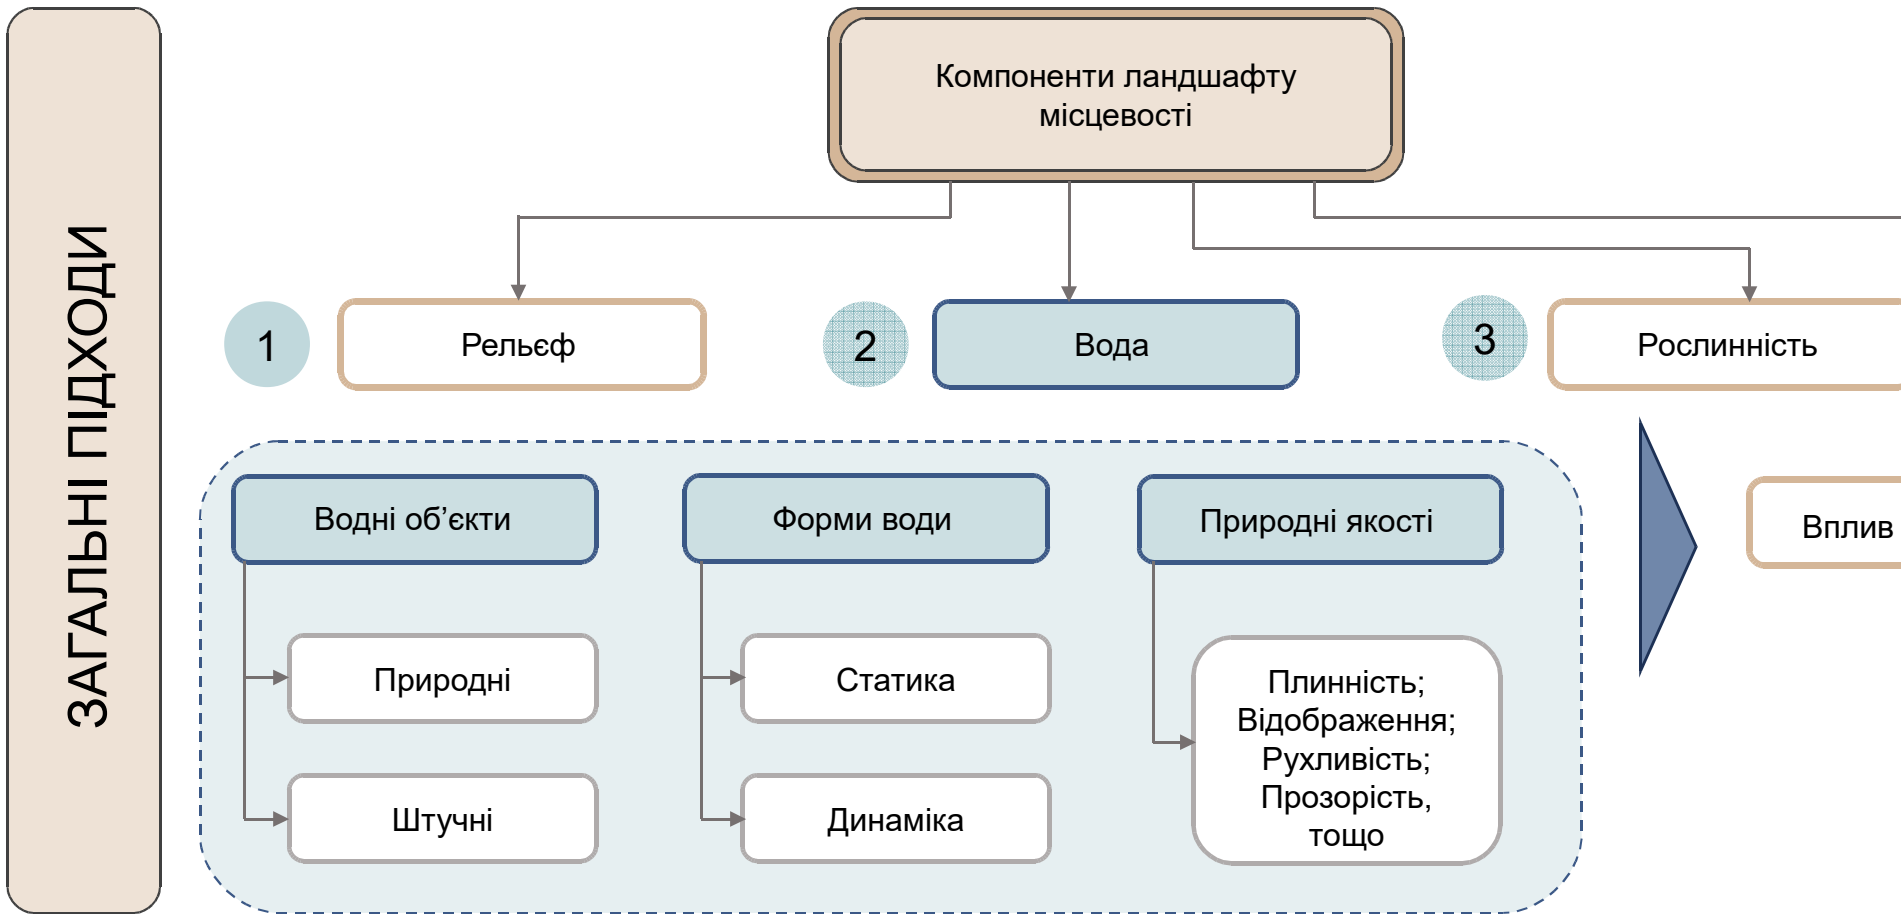 ЗАГАЛЬНІ ПІДХОДИ
Компоненти ландшафту
місцевості
1
Рельєф
2
Вода
3
Рослинність
Водні об’єкти
Форми води
Природні якості
Вплив
Природні
Статика
Плинність;
Відображення;
Рухливість;
Прозорість,
тощо
Штучні
Динаміка